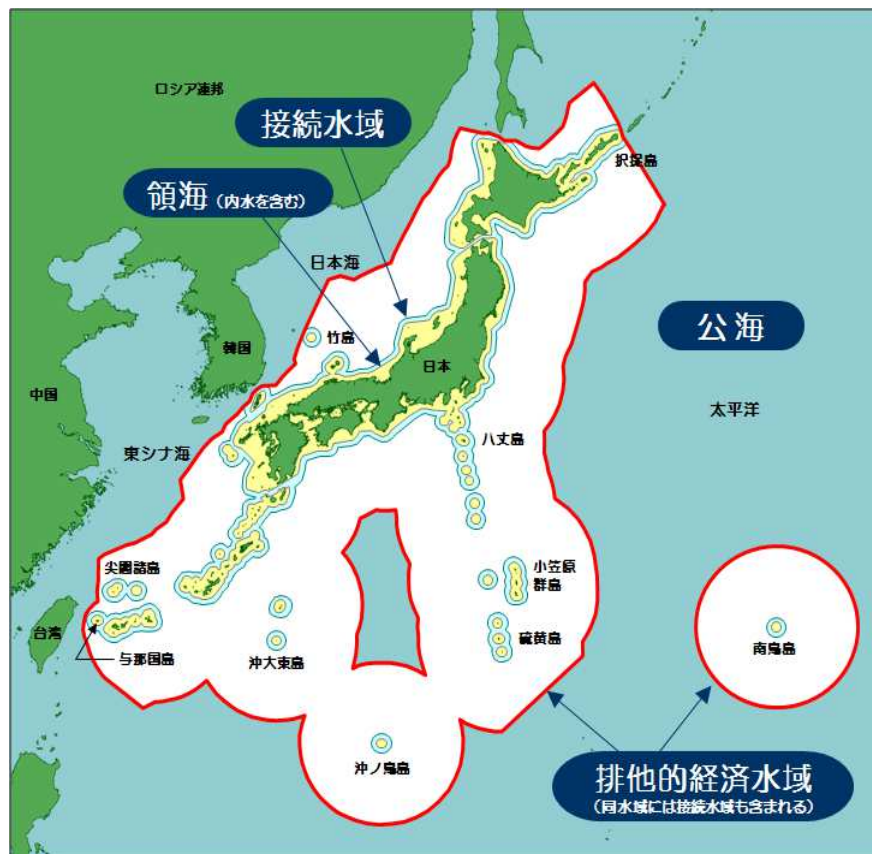 ロシア連邦
接続水域
択捉島
領海(内水を含む)
日本海
公海
竹島
韓国
日本
中国
太平洋
東シナ海
八丈島
尖閣諸島
小笠原
群島
台湾
硫黄島
与那国島
沖大東島
南鳥島
沖ノ鳥島
排他的経済水域
(同水域には接続水域も含まれる)